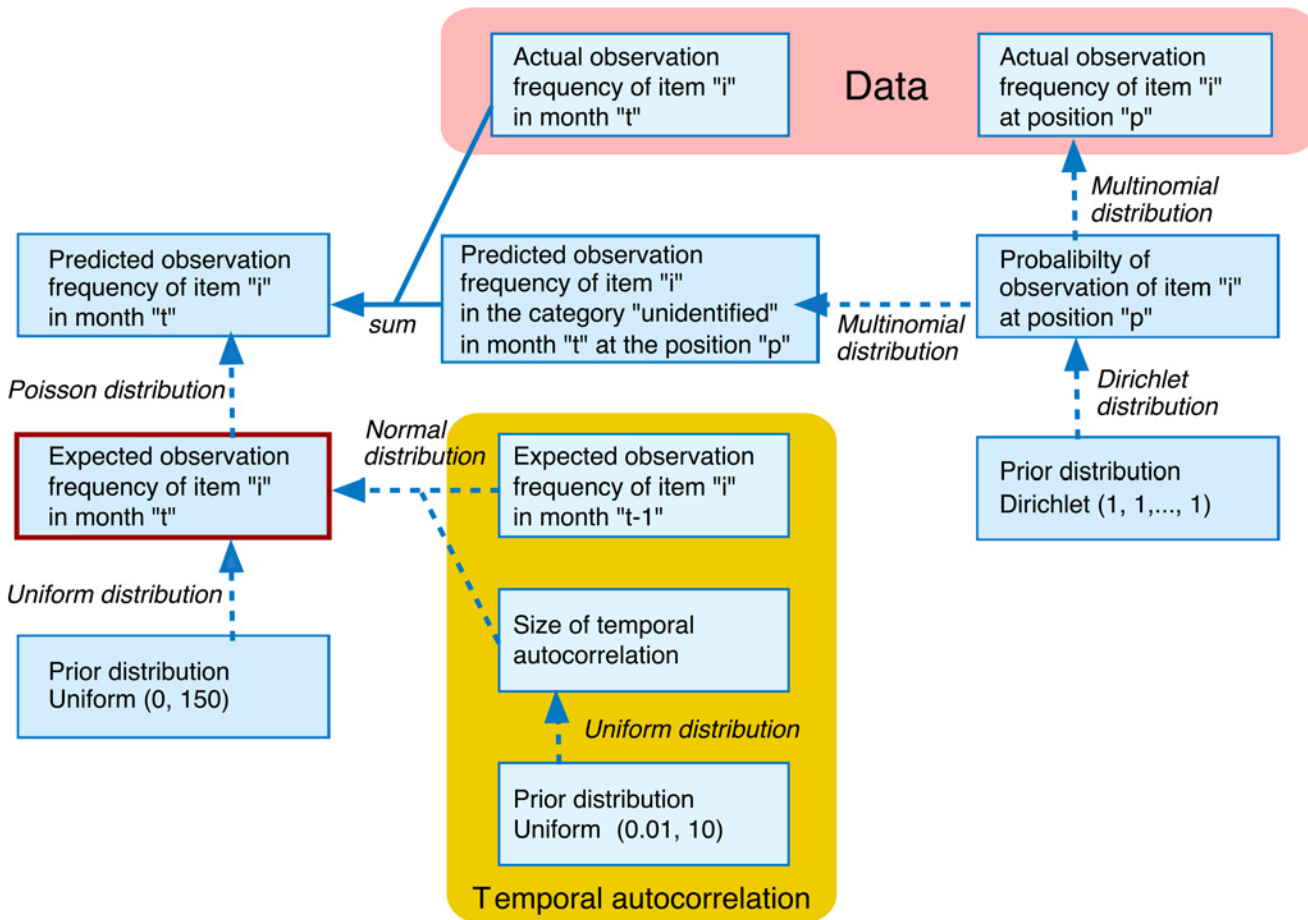 Actual observation
frequency of item "i"
in month "t"
Data
Actual observation
frequency of item "i"
at position "p"
Multinomial
distribution
Predicted observation
frequency of item "i"
in month "t"
sum
Predicted observation
frequency of item "i"
in the category "unidentified"
in month "t" at the position "p"
Multinomial
distribution
Probalibilty of
observation of item "i"
at position "p"
Poisson distribution
Dirichlet
distribution
Expected observation
frequency of item "i"
in month "t"
Normal
distribution
Expected observation
frequency of item "i"
in month "t-1"
Prior distribution
Dirichlet (1, 1,..., 1)
Uniform distribution
Size of temporal
autocorrelation
Prior distribution
Uniform (0, 150)
Uniform distribution
Prior distribution
Uniform (0.01, 10)
Temporal autocorrelation